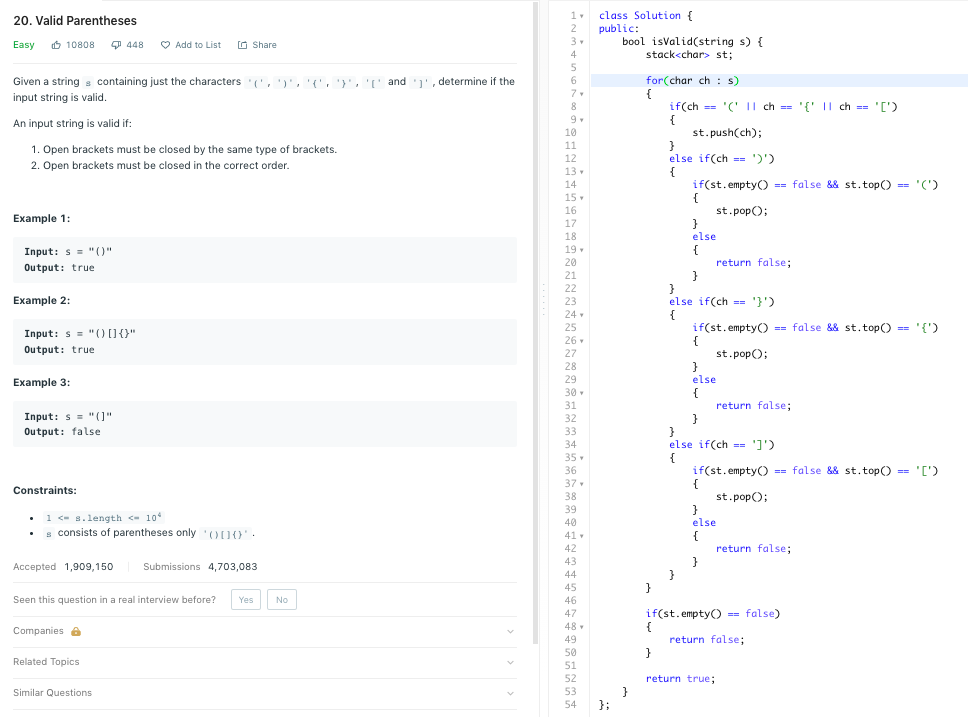 20. Valid Parentheses
Easy 10808 448 Add to List Share
Given a string s containing just the characters '(', ')', '{', '}', '[' and ']', determine if the
input string is valid.
An input string is valid if:
1. Open brackets must be closed by the same type of brackets.
2. Open brackets must be closed in the correct order.
Example 1:
Input: s = "()"
Output: true
Example 2:
Input: s = "()[]{}"
Output: true
Example 3:
Input: s = "(]"
Output: false
Constraints:
• 1 <= s.length <= 10⁴
• s consists of parentheses only '()[]{}'.
Accepted 1,909,150 Submissions 4,703,083
Seen this question in a real interview before? Yes No
Companies
Related Topics
Similar Questions
1 class Solution {
2 public:
3 bool isValid(string s) {
4 stack<char> st;
5
6 for(char ch : s)
7 {
8 if(ch == '(' || ch == '{' || ch == '[')
9 {
10 st.push(ch);
11 }
12 else if(ch == ')')
13 {
14 if(st.empty() == false && st.top() == '(')
15 {
16 st.pop();
17 }
18 else
19 {
20 return false;
21 }
22 }
23 else if(ch == '}')
24 {
25 if(st.empty() == false && st.top() == '{')
26 {
27 st.pop();
28 }
29 else
30 {
31 return false;
32 }
33 }
34 else if(ch == ']')
35 {
36 if(st.empty() == false && st.top() == '[')
37 {
38 st.pop();
39 }
40 else
41 {
42 return false;
43 }
44 }
45 }
46
47 if(st.empty() == false)
48 {
49 return false;
50 }
51
52 return true;
53 }
54 };